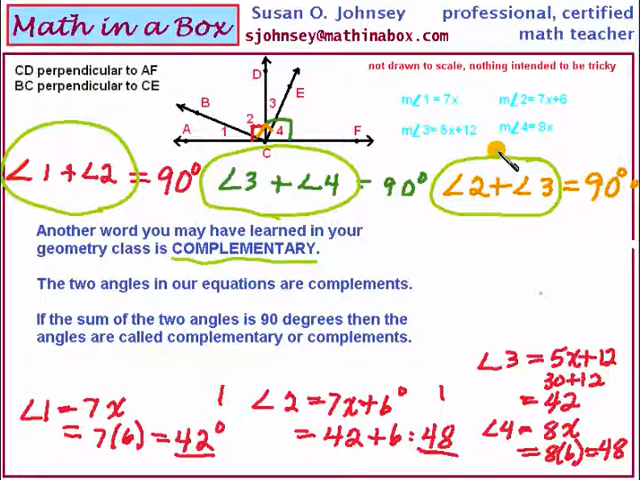 Math in a Box
Susan O. Johnsey professional, certified
sjohnsey@mathinabox.com math teacher
CD perpendicular to AF
BC perpendicular to CE
not drawn to scale, nothing intended to be tricky
D
E
B
3
2
A
1
4
F
C
m∠1 = 7x m∠2 = 7x+6
m∠3 = 5x+12 m∠4 = 8x
∠1 + ∠2 = 90° ∠3 + ∠4 = 90° ∠2 + ∠3 = 90°
Another word you may have learned in your
geometry class is COMPLEMENTARY.
The two angles in our equations are complements.
If the sum of the two angles is 90 degrees then the
angles are called complementary or complements.
∠1 = 7x
= 7(6) = 42°
∠2 = 7x+6°
= 42+6 : 48
∠3 = 5x+12
30+12
= 42
∠4 = 8x
= 8(6) = 48